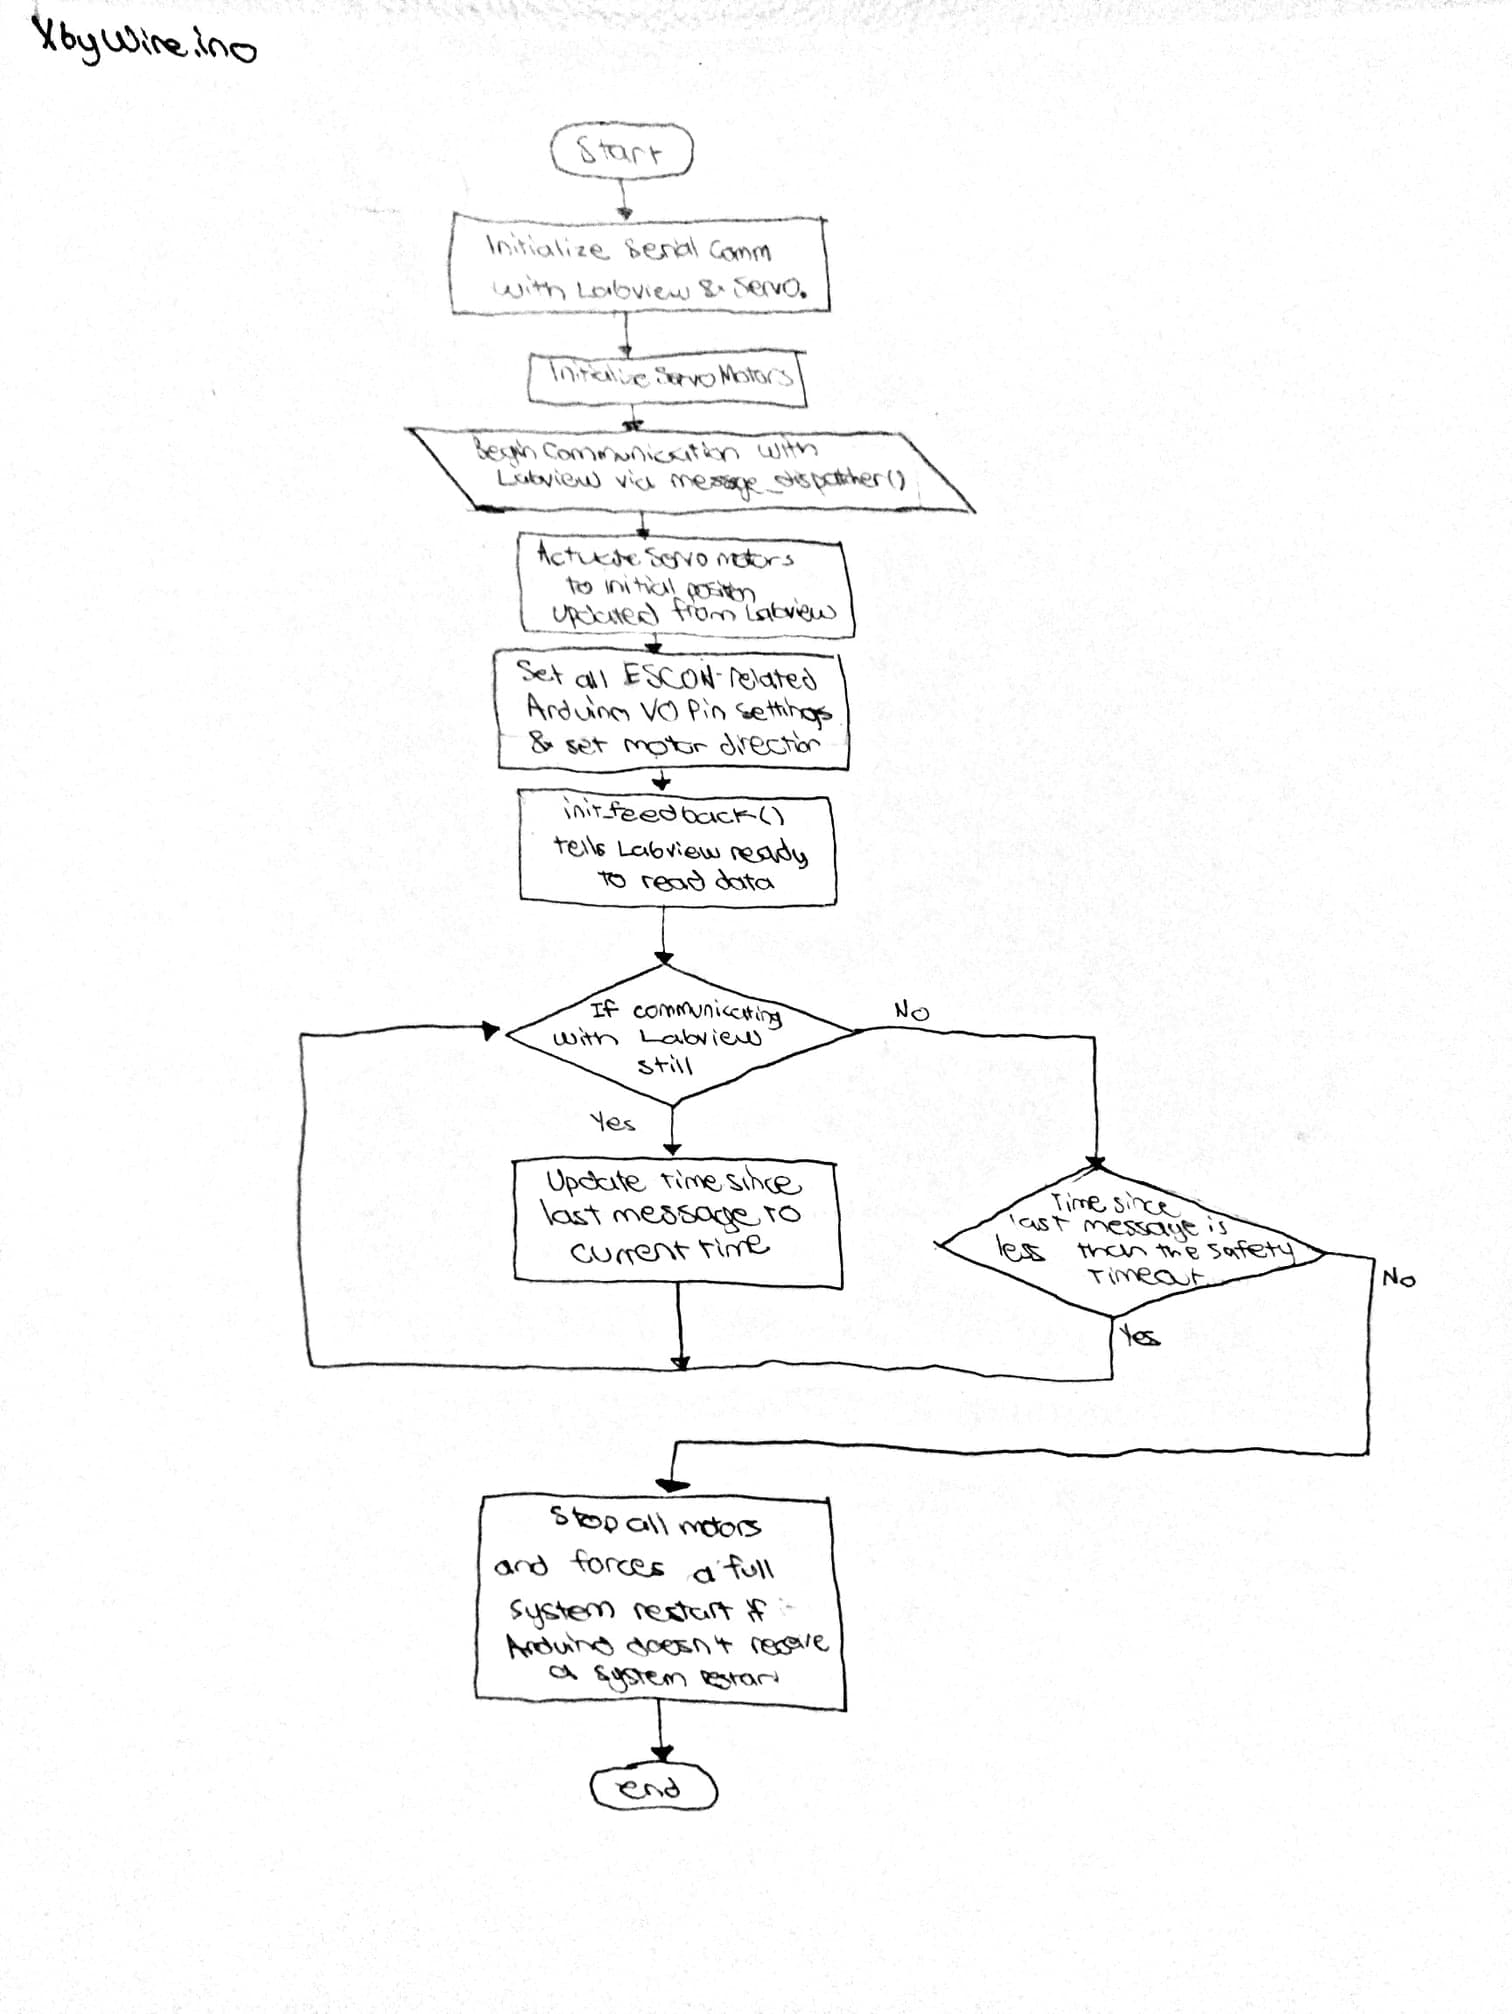 XbyWire.ino
Start
Initialize Serial Comm
with Labview & Servo.
Initialize Servo Motors
Begin Communication with
Labview via message_dispatcher()
Actuate Servo motors
to initial positon
updated from Labview
Set all ESCON-related
Arduino I/O Pin settings
& set motor direction
init_feedback()
tells Labview ready
to read data
If communicating
with Labview
still
No
Yes
Update time since
last message to
current time
Time since
last message is
less than the safety
timeout
No
Yes
Stop all motors
and forces a full
system restart if
Arduino doesn't receive
a system restart
end